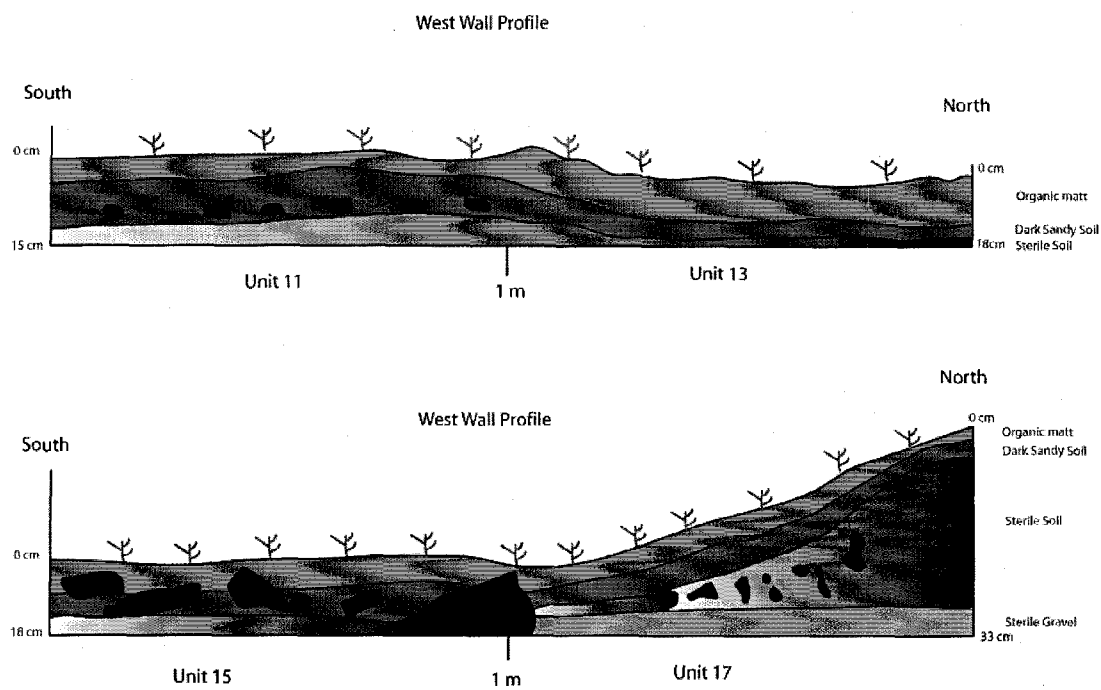 West Wall Profile
South
North
0 cm
0 cm
Organic matt
Dark Sandy Soil
15 cm
18cm
Sterile Soil
Unit 11
1 m
Unit 13
North
West Wall Profile
0 cm
South
Organic matt
Dark Sandy Soil
Sterile Soil
0 cm
Sterile Gravel
18 cm
33 cm
Unit 15
1 m
Unit 17